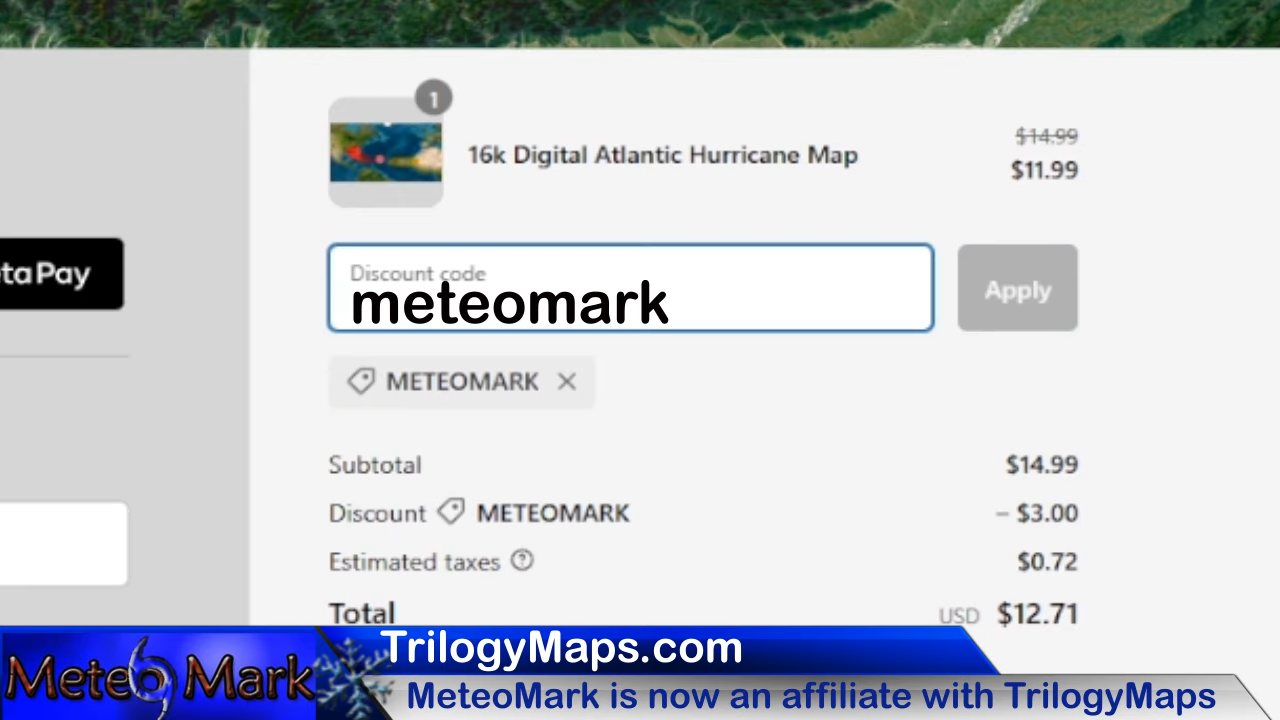 1
16k Digital Atlantic Hurricane Map
$14.99
$11.99
taPay
Discount code
meteomark
Apply
METEOMARK
Subtotal $14.99
Discount METEOMARK – $3.00
Estimated taxes $0.72
Total USD $12.71
TrilogyMaps.com
Meteo Mark
MeteoMark is now an affiliate with TrilogyMaps